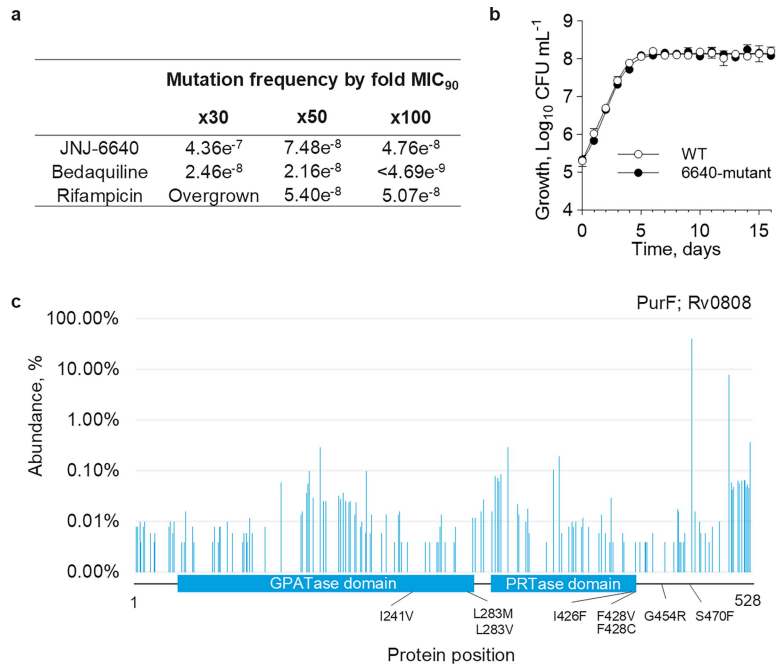 a
Mutation frequency by fold MIC90
x30 x50 x100
JNJ-6640 4.36e-7 7.48e-8 4.76e-8
Bedaquiline 2.46e-8 2.16e-8 <4.69e-9
Rifampicin Overgrown 5.40e-8 5.07e-8
b
Growth, Log10 CFU mL-1
9
8
7
6
5
4
WT
6640-mutant
0 5 10 15
Time, days
c
PurF; Rv0808
Abundance, %
100.00%
10.00%
1.00%
0.10%
0.01%
0.00%
GPATase domain PRTase domain
1 528
I241V L283M I426F F428V G454R S470F
L283V F428C
Protein position